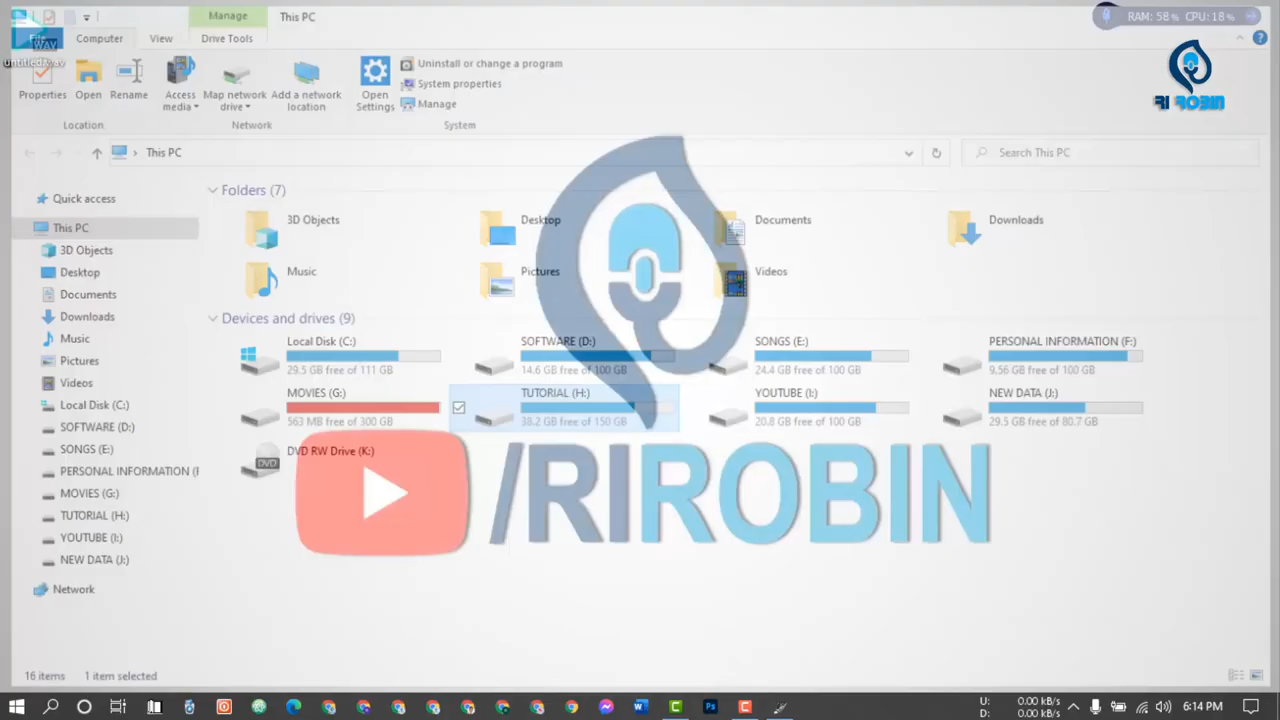 Manage
This PC
RAM: 58% CPU: 18%
File
Computer
View
Drive Tools
WAV
untitled.wav
Properties
Open
Rename
Access media
Map network drive
Add a network location
Open Settings
Uninstall or change a program
System properties
Manage
Location
Network
System
RI ROBIN
This PC
Search This PC
Quick access
This PC
3D Objects
Desktop
Documents
Downloads
Music
Pictures
Videos
Local Disk (C:)
SOFTWARE (D:)
SONGS (E:)
PERSONAL INFORMATION (F
MOVIES (G:)
TUTORIAL (H:)
YOUTUBE (I:)
NEW DATA (J:)
Network
Folders (7)
3D Objects
Desktop
Documents
Downloads
Music
Pictures
Videos
Devices and drives (9)
Local Disk (C:)
29.5 GB free of 111 GB
SOFTWARE (D:)
14.6 GB free of 100 GB
SONGS (E:)
24.4 GB free of 100 GB
PERSONAL INFORMATION (F:)
9.56 GB free of 100 GB
MOVIES (G:)
563 MB free of 300 GB
TUTORIAL (H:)
38.2 GB free of 150 GB
YOUTUBE (I:)
20.8 GB free of 100 GB
NEW DATA (J:)
29.5 GB free of 80.7 GB
DVD
DVD RW Drive (K:)
/RIROBIN
16 items
1 item selected
U: 0.00 kB/s
D: 0.00 kB/s
6:14 PM